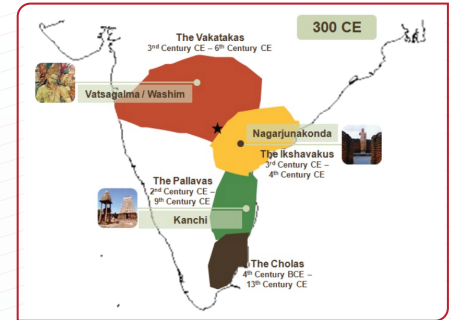 300 CE
The Vakatakas
3rd Century CE – 6th Century CE
Vatsagulma / Washim
Nagarjunakonda
The Ikshavakus
3rd Century CE –
4th Century CE
The Pallavas
2nd Century CE –
9th Century CE
Kanchi
The Cholas
4th Century BCE –
13th Century CE